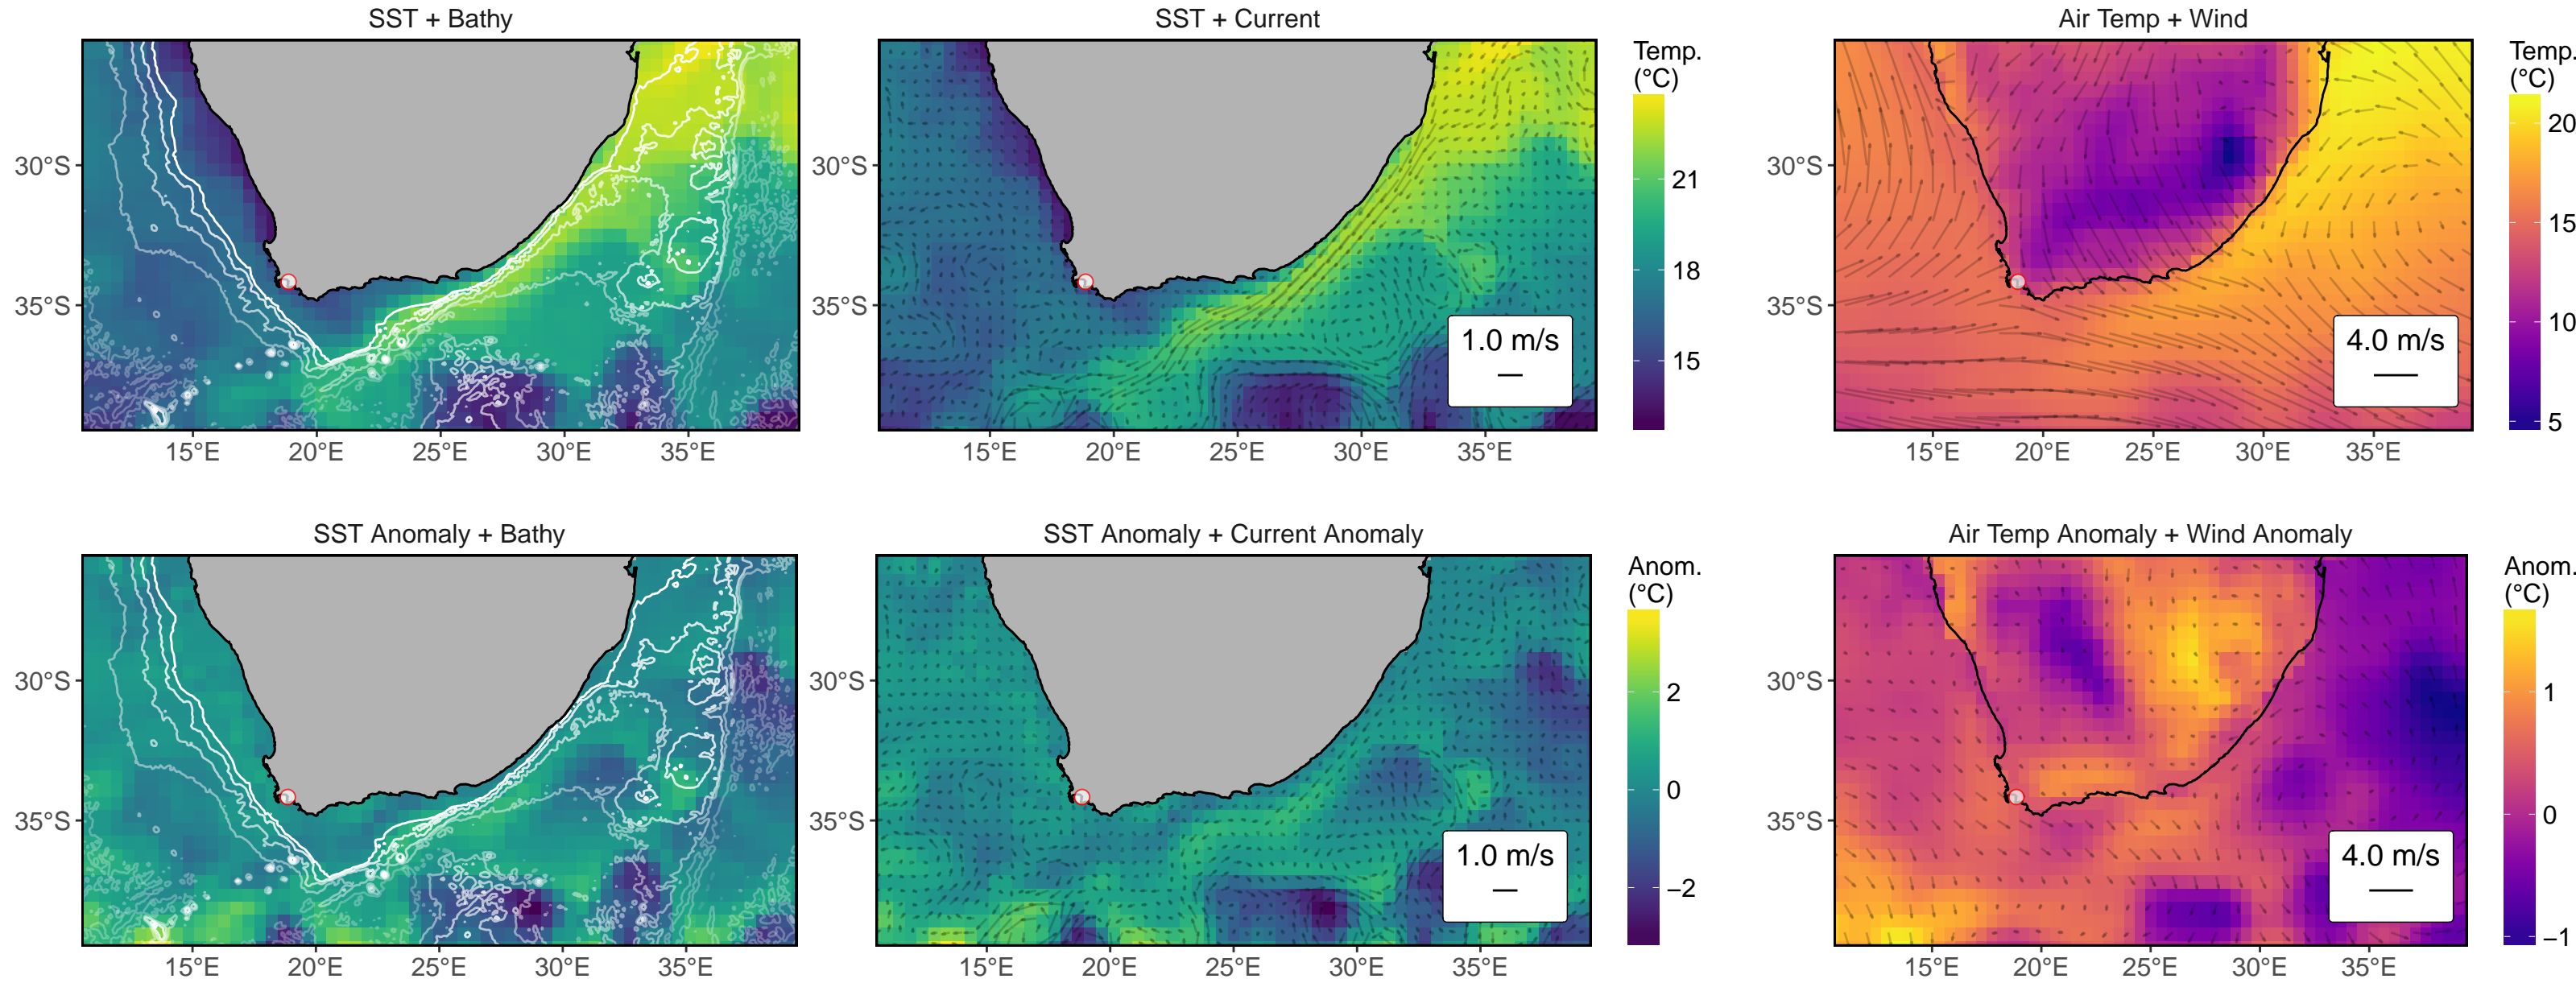 SST + Bathy
SST + Current
Air Temp + Wind
Temp.
(°C)
21
18
15
Temp.
(°C)
20
15
10
5
30°S
35°S
30°S
35°S
30°S
35°S
1.0 m/s
4.0 m/s
15°E 20°E 25°E 30°E 35°E
15°E 20°E 25°E 30°E 35°E
15°E 20°E 25°E 30°E 35°E
SST Anomaly + Bathy
SST Anomaly + Current Anomaly
Air Temp Anomaly + Wind Anomaly
Anom.
(°C)
2
0
−2
Anom.
(°C)
1
0
−1
30°S
35°S
30°S
35°S
30°S
35°S
1.0 m/s
4.0 m/s
15°E 20°E 25°E 30°E 35°E
15°E 20°E 25°E 30°E 35°E
15°E 20°E 25°E 30°E 35°E